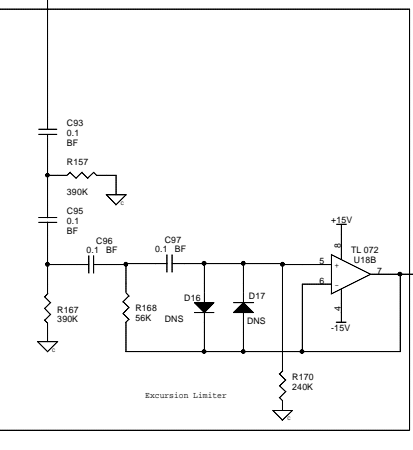 C93
0.1
BF
R157
390K
C
C95
0.1
BF
C96
0.1 BF
C97
0.1 BF
+15V
8
TL 072
U18B
5
+
7
6
-
4
-15V
D16
D17
DNS
DNS
R167
390K
C
R168
56K
R170
240K
C
Excursion Limiter